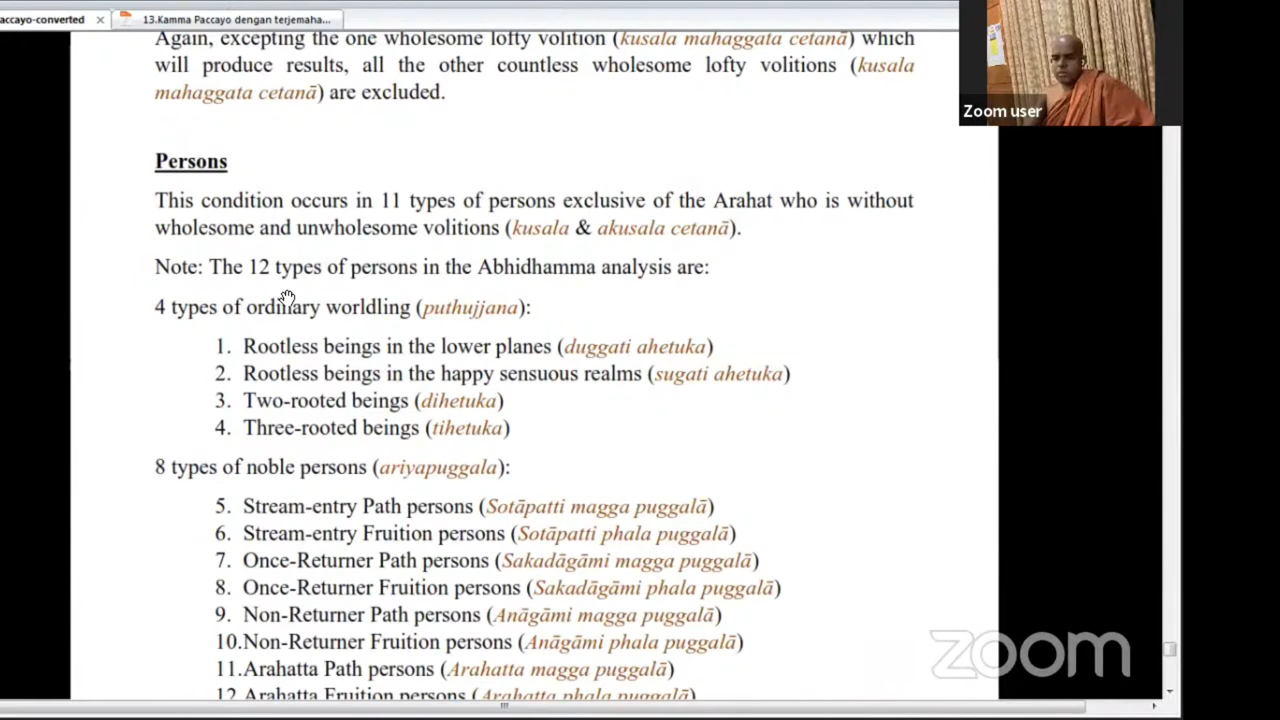 accayo-converted
13.Kamma Paccayo dengan terjemaha...
Again, excepting the one wholesome lofty volition (kusala mahaggata cetanā) which
will produce results, all the other countless wholesome lofty volitions (kusala
mahaggata cetanā) are excluded.
Zoom user
Persons
This condition occurs in 11 types of persons exclusive of the Arahat who is without
wholesome and unwholesome volitions (kusala & akusala cetanā).
Note: The 12 types of persons in the Abhidhamma analysis are:
4 types of ordinary worldling (puthujjana):
1. Rootless beings in the lower planes (duggati ahetuka)
2. Rootless beings in the happy sensuous realms (sugati ahetuka)
3. Two-rooted beings (dihetuka)
4. Three-rooted beings (tihetuka)
8 types of noble persons (ariyapuggala):
5. Stream-entry Path persons (Sotāpatti magga puggalā)
6. Stream-entry Fruition persons (Sotāpatti phala puggalā)
7. Once-Returner Path persons (Sakadāgāmi magga puggalā)
8. Once-Returner Fruition persons (Sakadāgāmi phala puggalā)
9. Non-Returner Path persons (Anāgāmi magga puggalā)
10.Non-Returner Fruition persons (Anāgāmi phala puggalā)
11.Arahatta Path persons (Arahatta magga puggalā)
12.Arahatta Fruition persons (Arahatta phala puggalā)
zoom